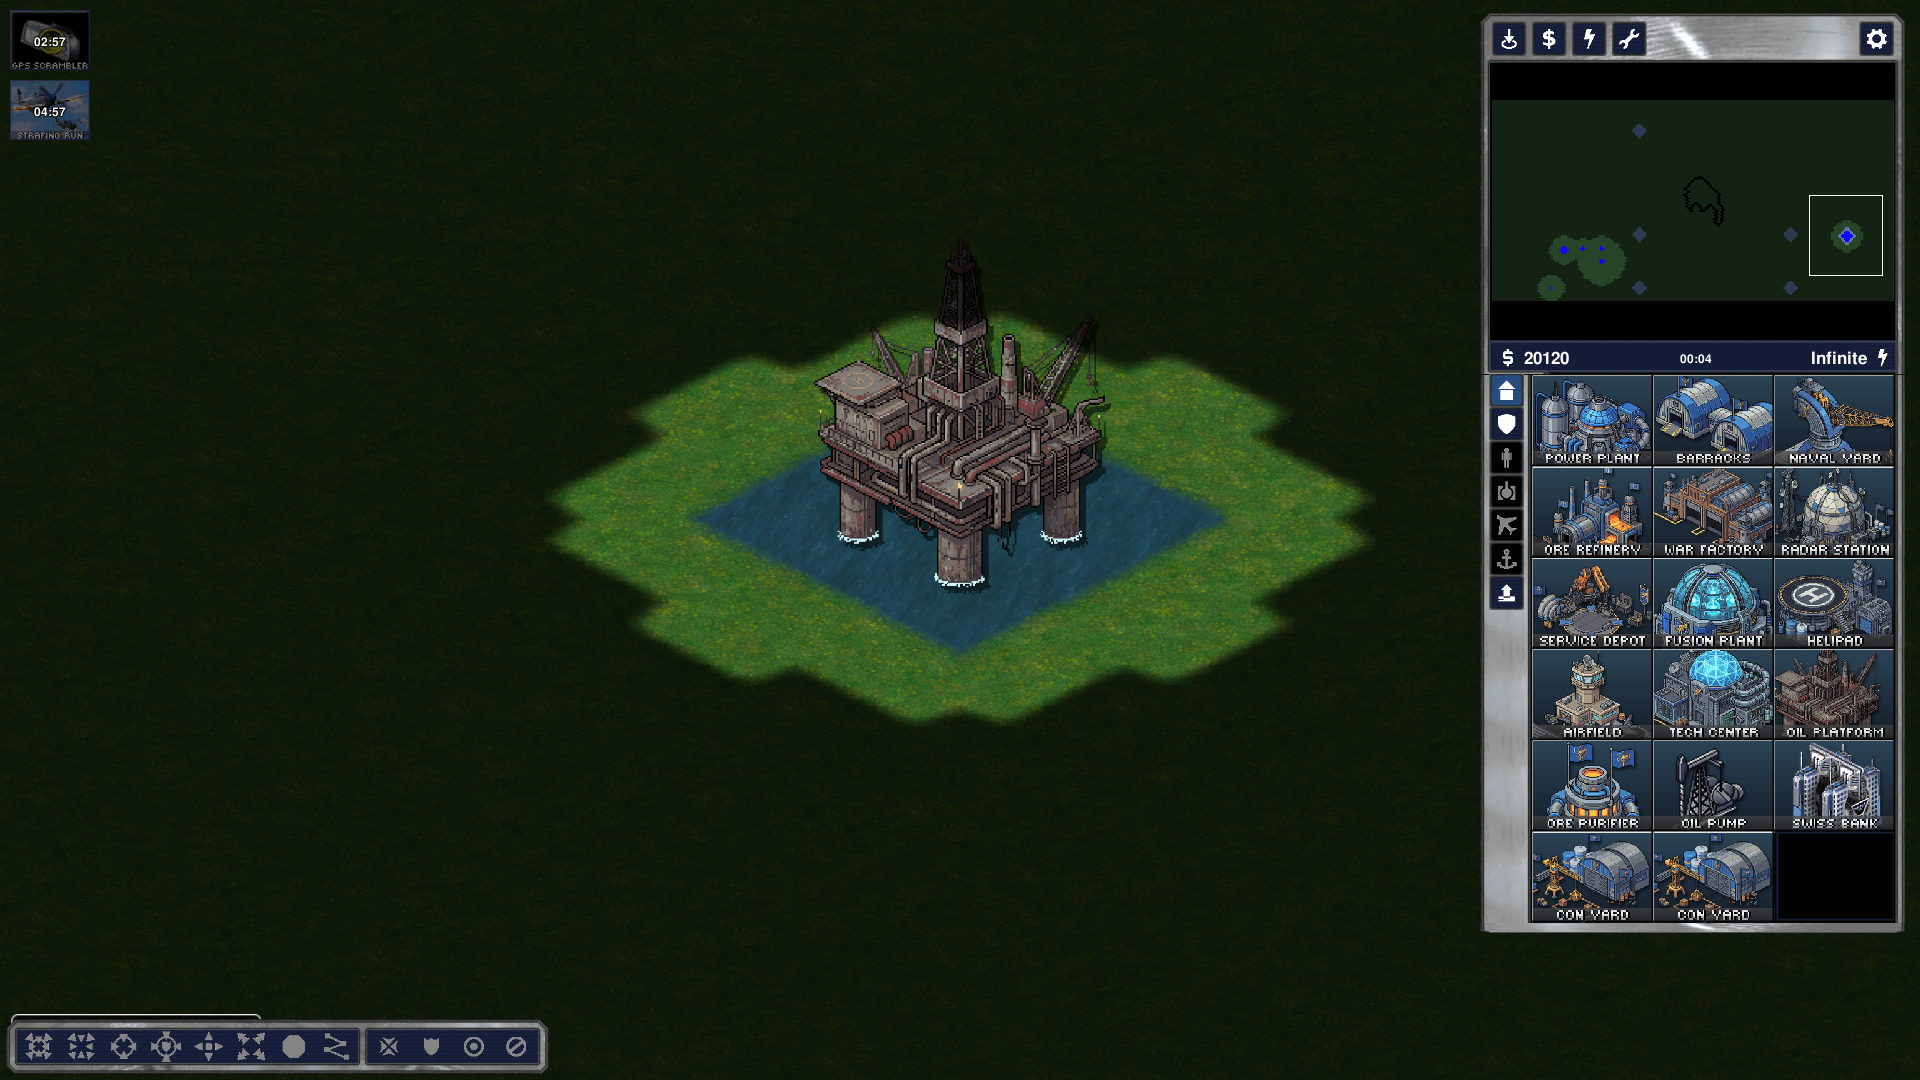 02:57
GPS SCRAMBLER
04:57
STRAFING RUN
$ 20120 00:04 Infinite
POWER PLANT BARRACKS NAVAL YARD
ORE REFINERY WAR FACTORY RADAR STATION
SERVICE DEPOT FUSION PLANT HELIPAD
AIRFIELD TECH CENTER OIL PLATFORM
ORE PURIFIER OIL PUMP SWISS BANK
CON YARD CON YARD